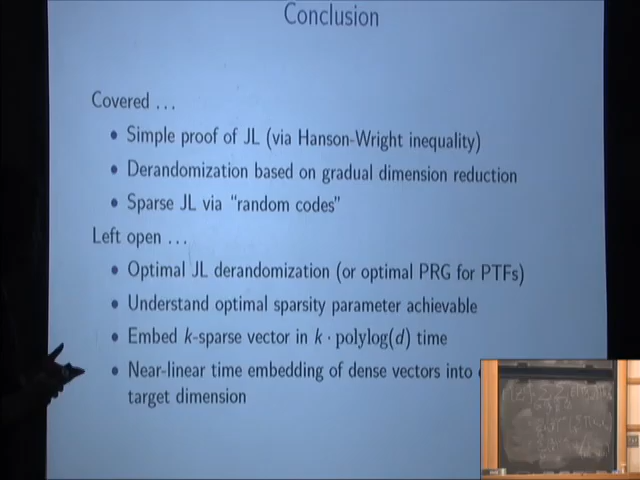 Conclusion
Covered ...
• Simple proof of JL (via Hanson-Wright inequality)
• Derandomization based on gradual dimension reduction
• Sparse JL via "random codes"
Left open ...
• Optimal JL derandomization (or optimal PRG for PTFs)
• Understand optimal sparsity parameter achievable
• Embed k-sparse vector in k · polylog(d) time
• Near-linear time embedding of dense vectors into
target dimension